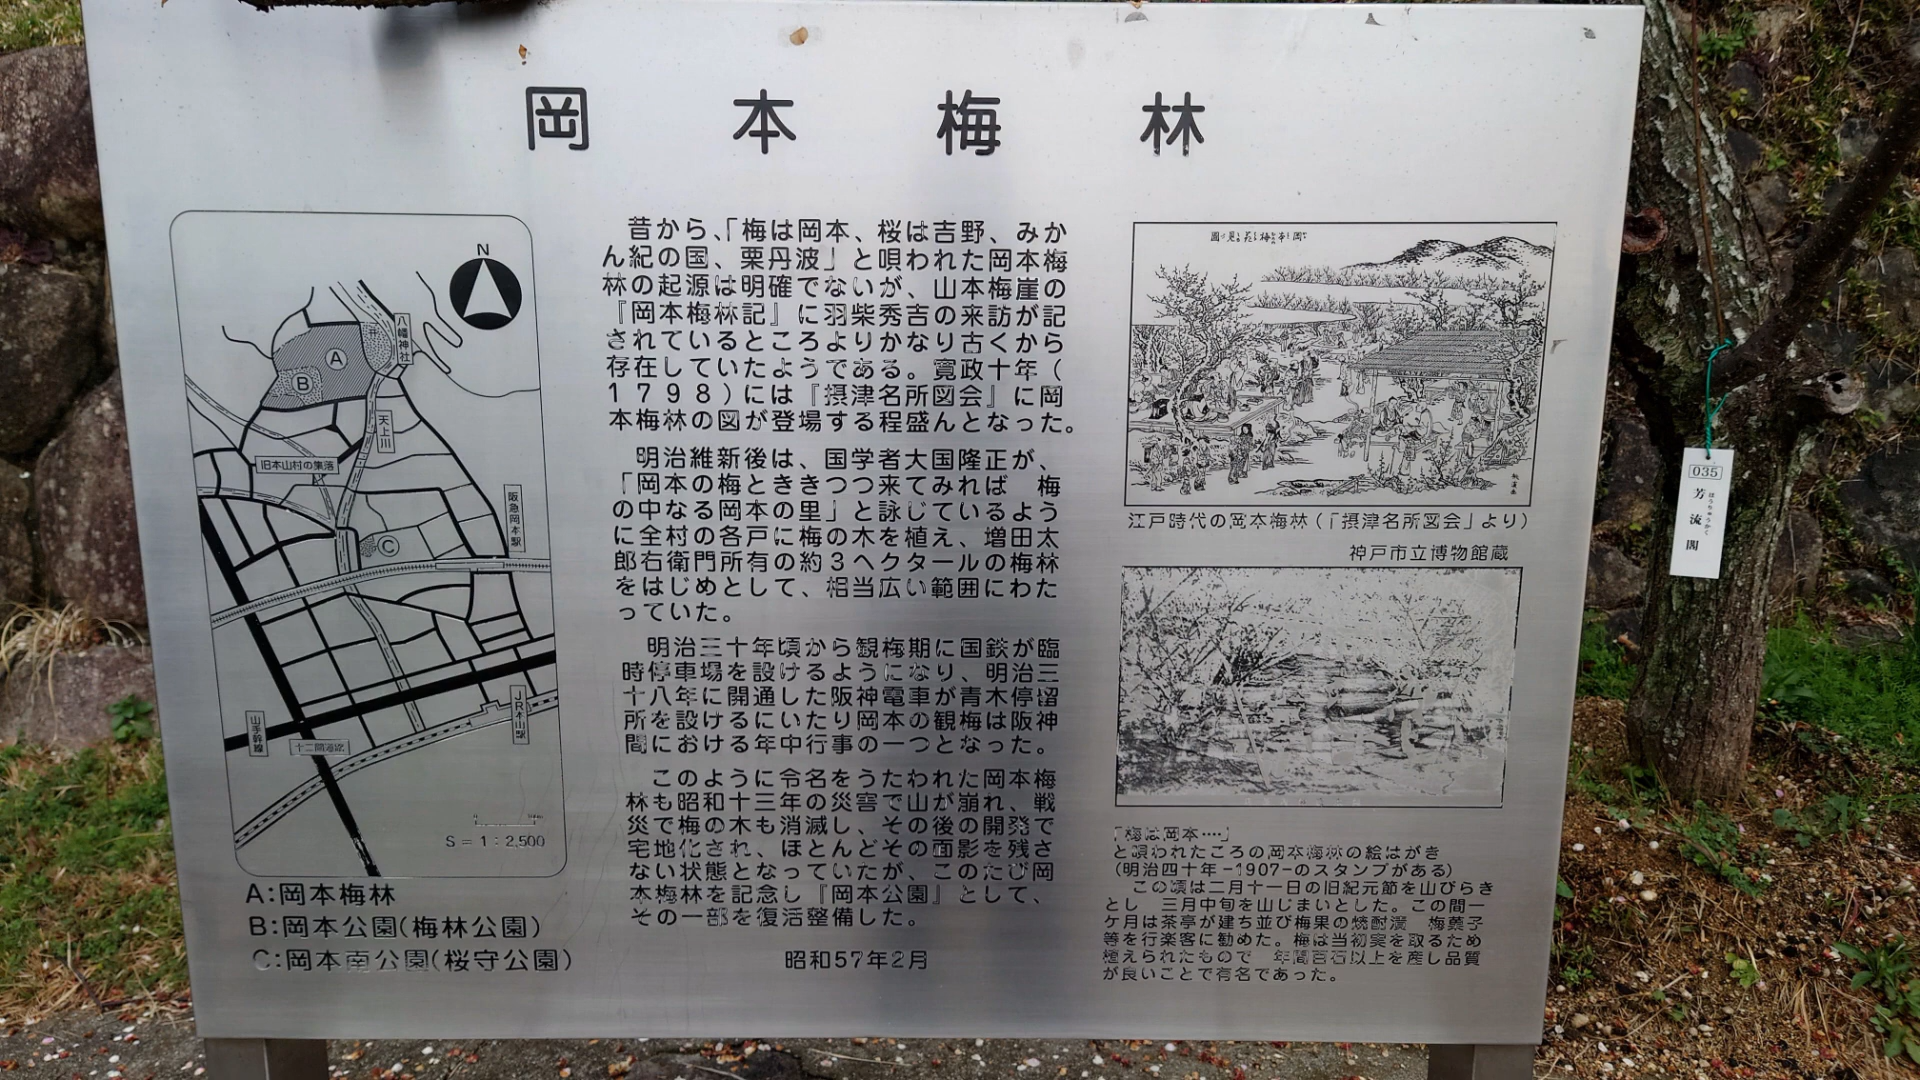 岡本梅林
N
八幡神社
A
B
天上川
旧本山村の集落
阪急岡本駅
C
JR本山駅
山手幹線
S=1:2,500
A:岡本梅林
B:岡本公園(梅林公園)
C:岡本南公園(桜守公園)
昔から、「梅は岡本、桜は吉野、みか
ん紀の国、栗丹波」と唄われた岡本梅
林の起源は明確でないが、山本梅崖の
『岡本梅林記』に羽柴秀吉の来訪が記
されているところよりかなり古くから
存在していたようである。寛政十年(
1798)には『摂津名所図会』に岡
本梅林の図が登場する程盛んとなった。
明治維新後は、国学者大国隆正が、
「岡本の梅とききつつ来てみれば 梅
の中なる岡本の里」と詠じているよう
に全村の各戸に梅の木を植え、増田太
郎右衛門所有の約3ヘクタールの梅林
をはじめとして、相当広い範囲にわた
っていた。
明治三十年頃から観梅期に国鉄が臨
時停車場を設けるようになり、明治三
十八年に開通した阪神電車が青木停留
所を設けるにいたり岡本の観梅は阪神
間における年中行事の一つとなった。
このように令名をうたわれた岡本梅
林も昭和十三年の災害で山が崩れ、戦
災で梅の木も消滅し、その後の開発で
宅地化され、ほとんどその面影を残さ
ない状態となっていたが、このたび岡
本梅林を記念し『岡本公園』として、
その一部を復活整備した。
昭和57年2月
江戸時代の岡本梅林(「摂津名所図会」より)
神戸市立博物館蔵
「梅は岡本‥‥」
と唄われたころの岡本梅林の絵はがき
(明治四十年-1907-のスタンプがある)
この頃は二月十一日の旧紀元節を山びらき
とし 三月中旬を山じまいとした。この間一
ケ月は茶亭が建ち並び梅果の焼酎漬 梅羹子
等を行楽客に勧めた。梅は当初実を取るため
植えられたもので 年間百石以上を産し品質
が良いことで有名であった。
035
芳流閣
ほうりゅうかく